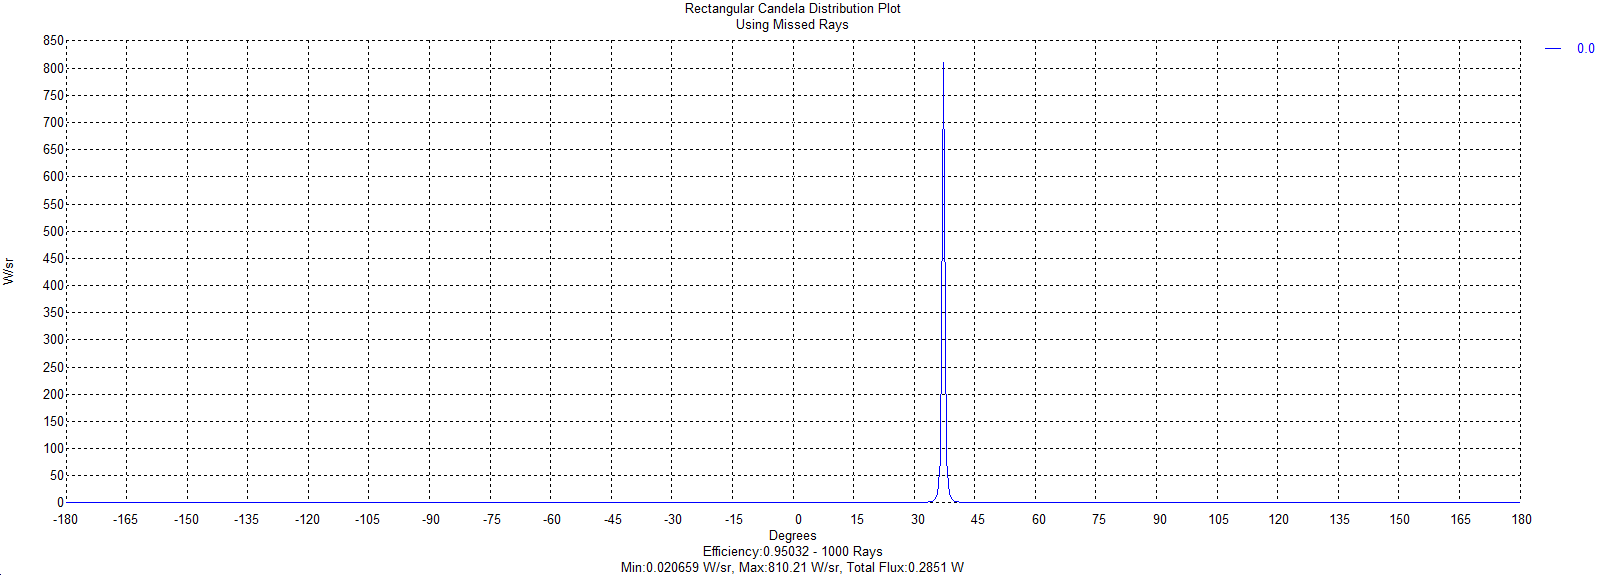 Rectangular Candela Distribution Plot
Using Missed Rays
0.0
850
800
750
700
650
600
550
500
450
400
350
300
250
200
150
100
50
0
W/sr
-180 -165 -150 -135 -120 -105 -90 -75 -60 -45 -30 -15 0 15 30 45 60 75 90 105 120 135 150 165 180
Degrees
Efficiency:0.95032 - 1000 Rays
Min:0.020659 W/sr, Max:810.21 W/sr, Total Flux:0.2851 W